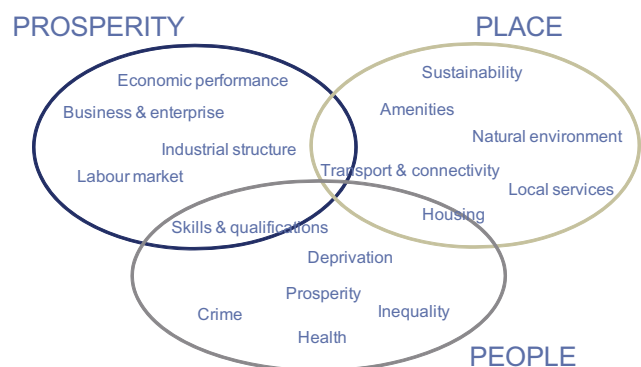 PROSPERITY
PLACE
Economic performance
Sustainability
Business & enterprise
Amenities
Natural environment
Industrial structure
Labour market
Transport & connectivity
Local services
Housing
Skills & qualifications
Deprivation
Prosperity
Crime
Inequality
Health
PEOPLE